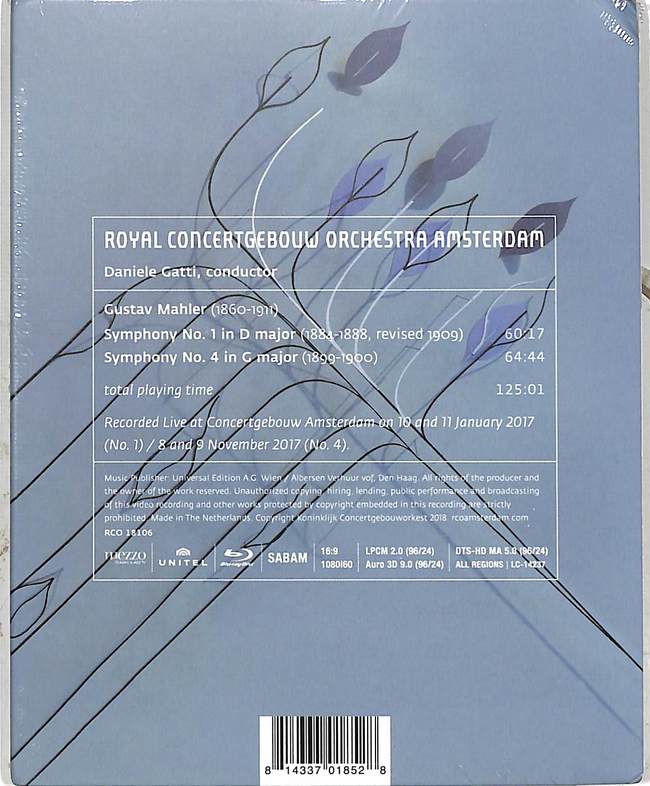 ROYAL CONCERTGEBOUW ORCHESTRA AMSTERDAM
Daniele Gatti, conductor
Gustav Mahler (1860-1911)
Symphony No. 1 in D major (1884-1888, revised 1909) 60:17
Symphony No. 4 in G major (1899-1900) 64:44
total playing time 125:01
Recorded Live at Concertgebouw Amsterdam on 10 and 11 January 2017
(No. 1) / 8 and 9 November 2017 (No. 4).
Music Publisher: Universal Edition A.G. Wien / Albersen Verhuur vof, Den Haag. All rights of the producer and
the owner of the work reserved. Unauthorized copying, hiring, lending, public performance and broadcasting
of this video recording and other works protected by copyright embedded in this recording are strictly
prohibited. Made in The Netherlands. Copyright Koninklijk Concertgebouworkest 2018 rcoamsterdam.com
RCO 18106
mezzo UNITEL Blu-ray Disc SABAM 16:9 LPCM 2.0 (96/24) DTS-HD MA 5.0 (96/24)
1080i60 Auro 3D 9.0 (96/24) ALL REGIONS | LC-14237
8 14337 01852 8